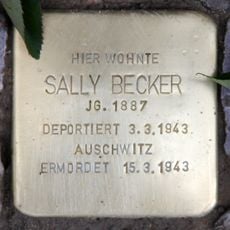 HIER WOHNTE
SALLY BECKER
JG. 1887
DEPORTIERT 3.3.1943
AUSCHWITZ
ERMORDET 15.3.1943